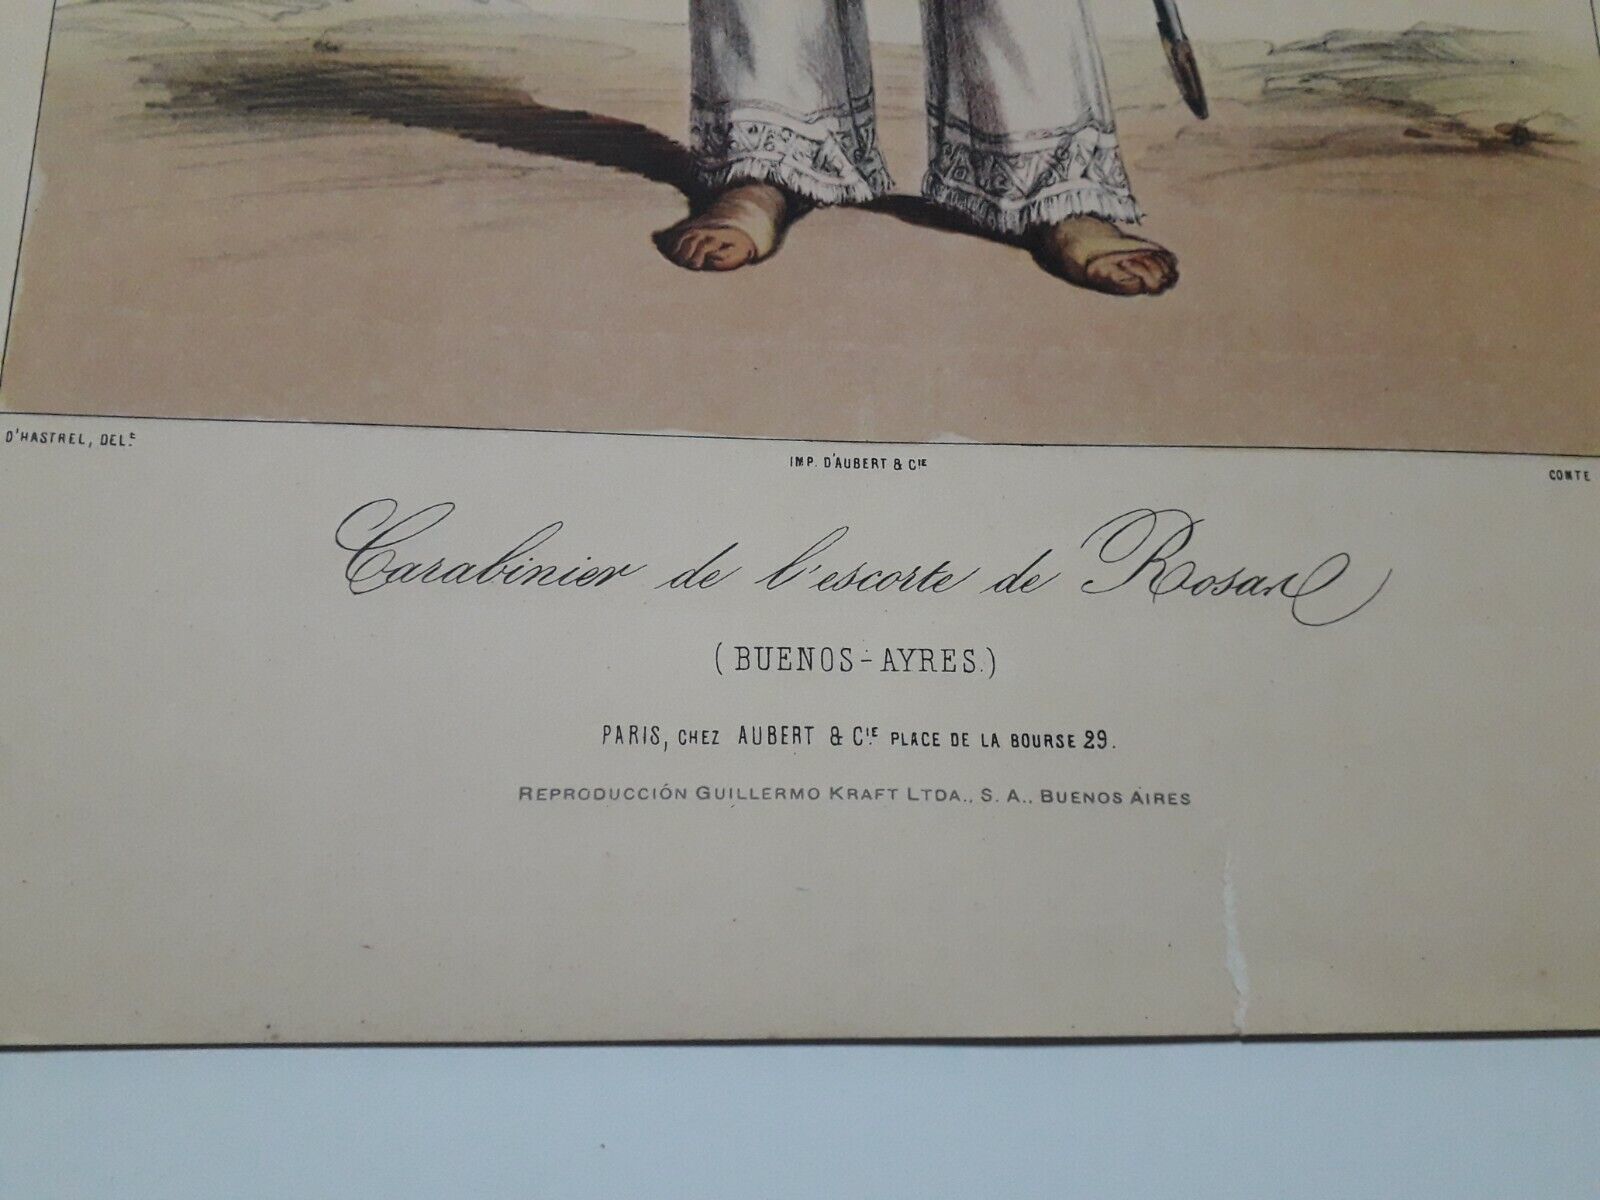 D'HASTREL, DEL.ᵗ
IMP. D'AUBERT & Cᴵᴱ
COMTE
Carabinier de l'escorte de Rosas
(BUENOS-AYRES.)
PARIS, CHEZ AUBERT & Cᴵᴱ. PLACE DE LA BOURSE 29.
REPRODUCCIÓN GUILLERMO KRAFT LTDA., S. A., BUENOS AIRES